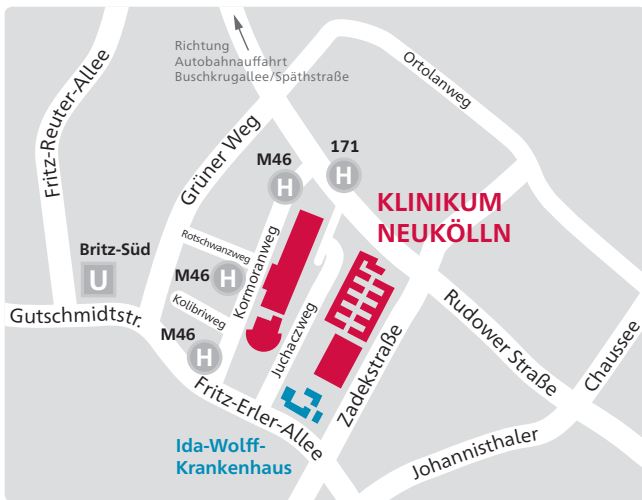 Richtung
Autobahnauffahrt
Buschkrugallee/Späthstraße
Fritz-Reuter-Allee
Ortolanweg
Grüner Weg
171
M46
H
H
KLINIKUM
NEUKÖLLN
Britz-Süd
U
Rotschwanzweg
M46
H
Kormoranweg
Kolibriweg
Gutschmidtstr.
M46
H
Juchaczweg
Zadekstraße
Rudower Straße
Chaussee
Fritz-Erler-Allee
Johannisthaler
Ida-Wolff-
Krankenhaus